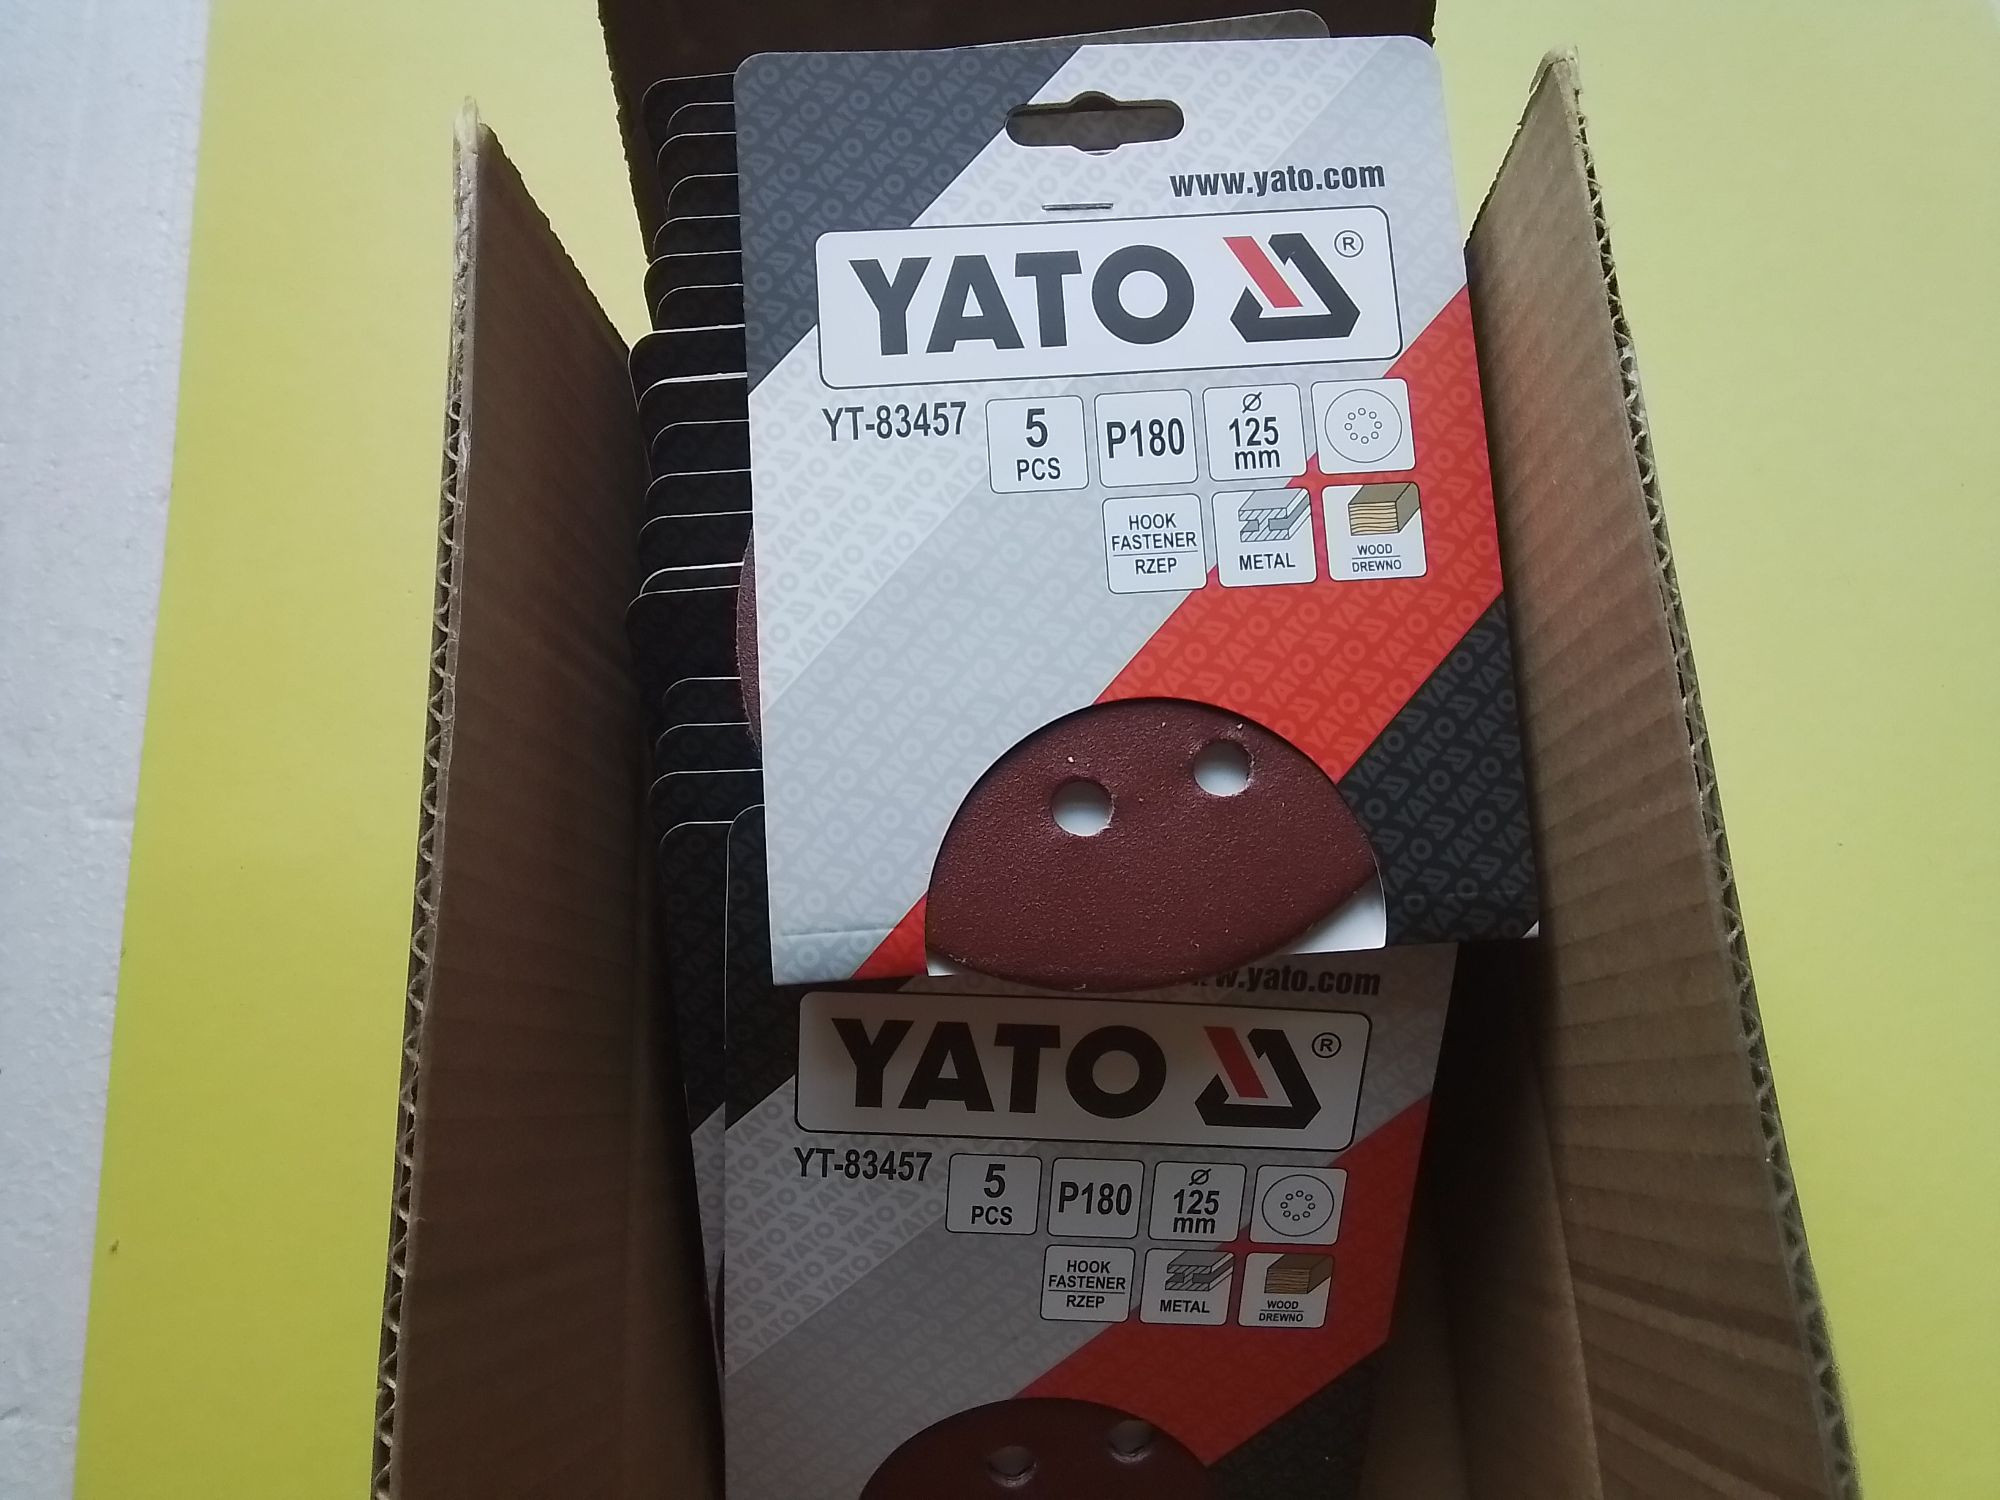 www.yato.com
YATO ®
YT-83457
5 PCS
P180
Ø 125 mm
HOOK
FASTENER
RZEP
METAL
WOOD
DREWNO
w.yato.com
YATO ®
YT-83457
5 PCS
P180
Ø 125 mm
HOOK
FASTENER
RZEP
METAL
WOOD
DREWNO